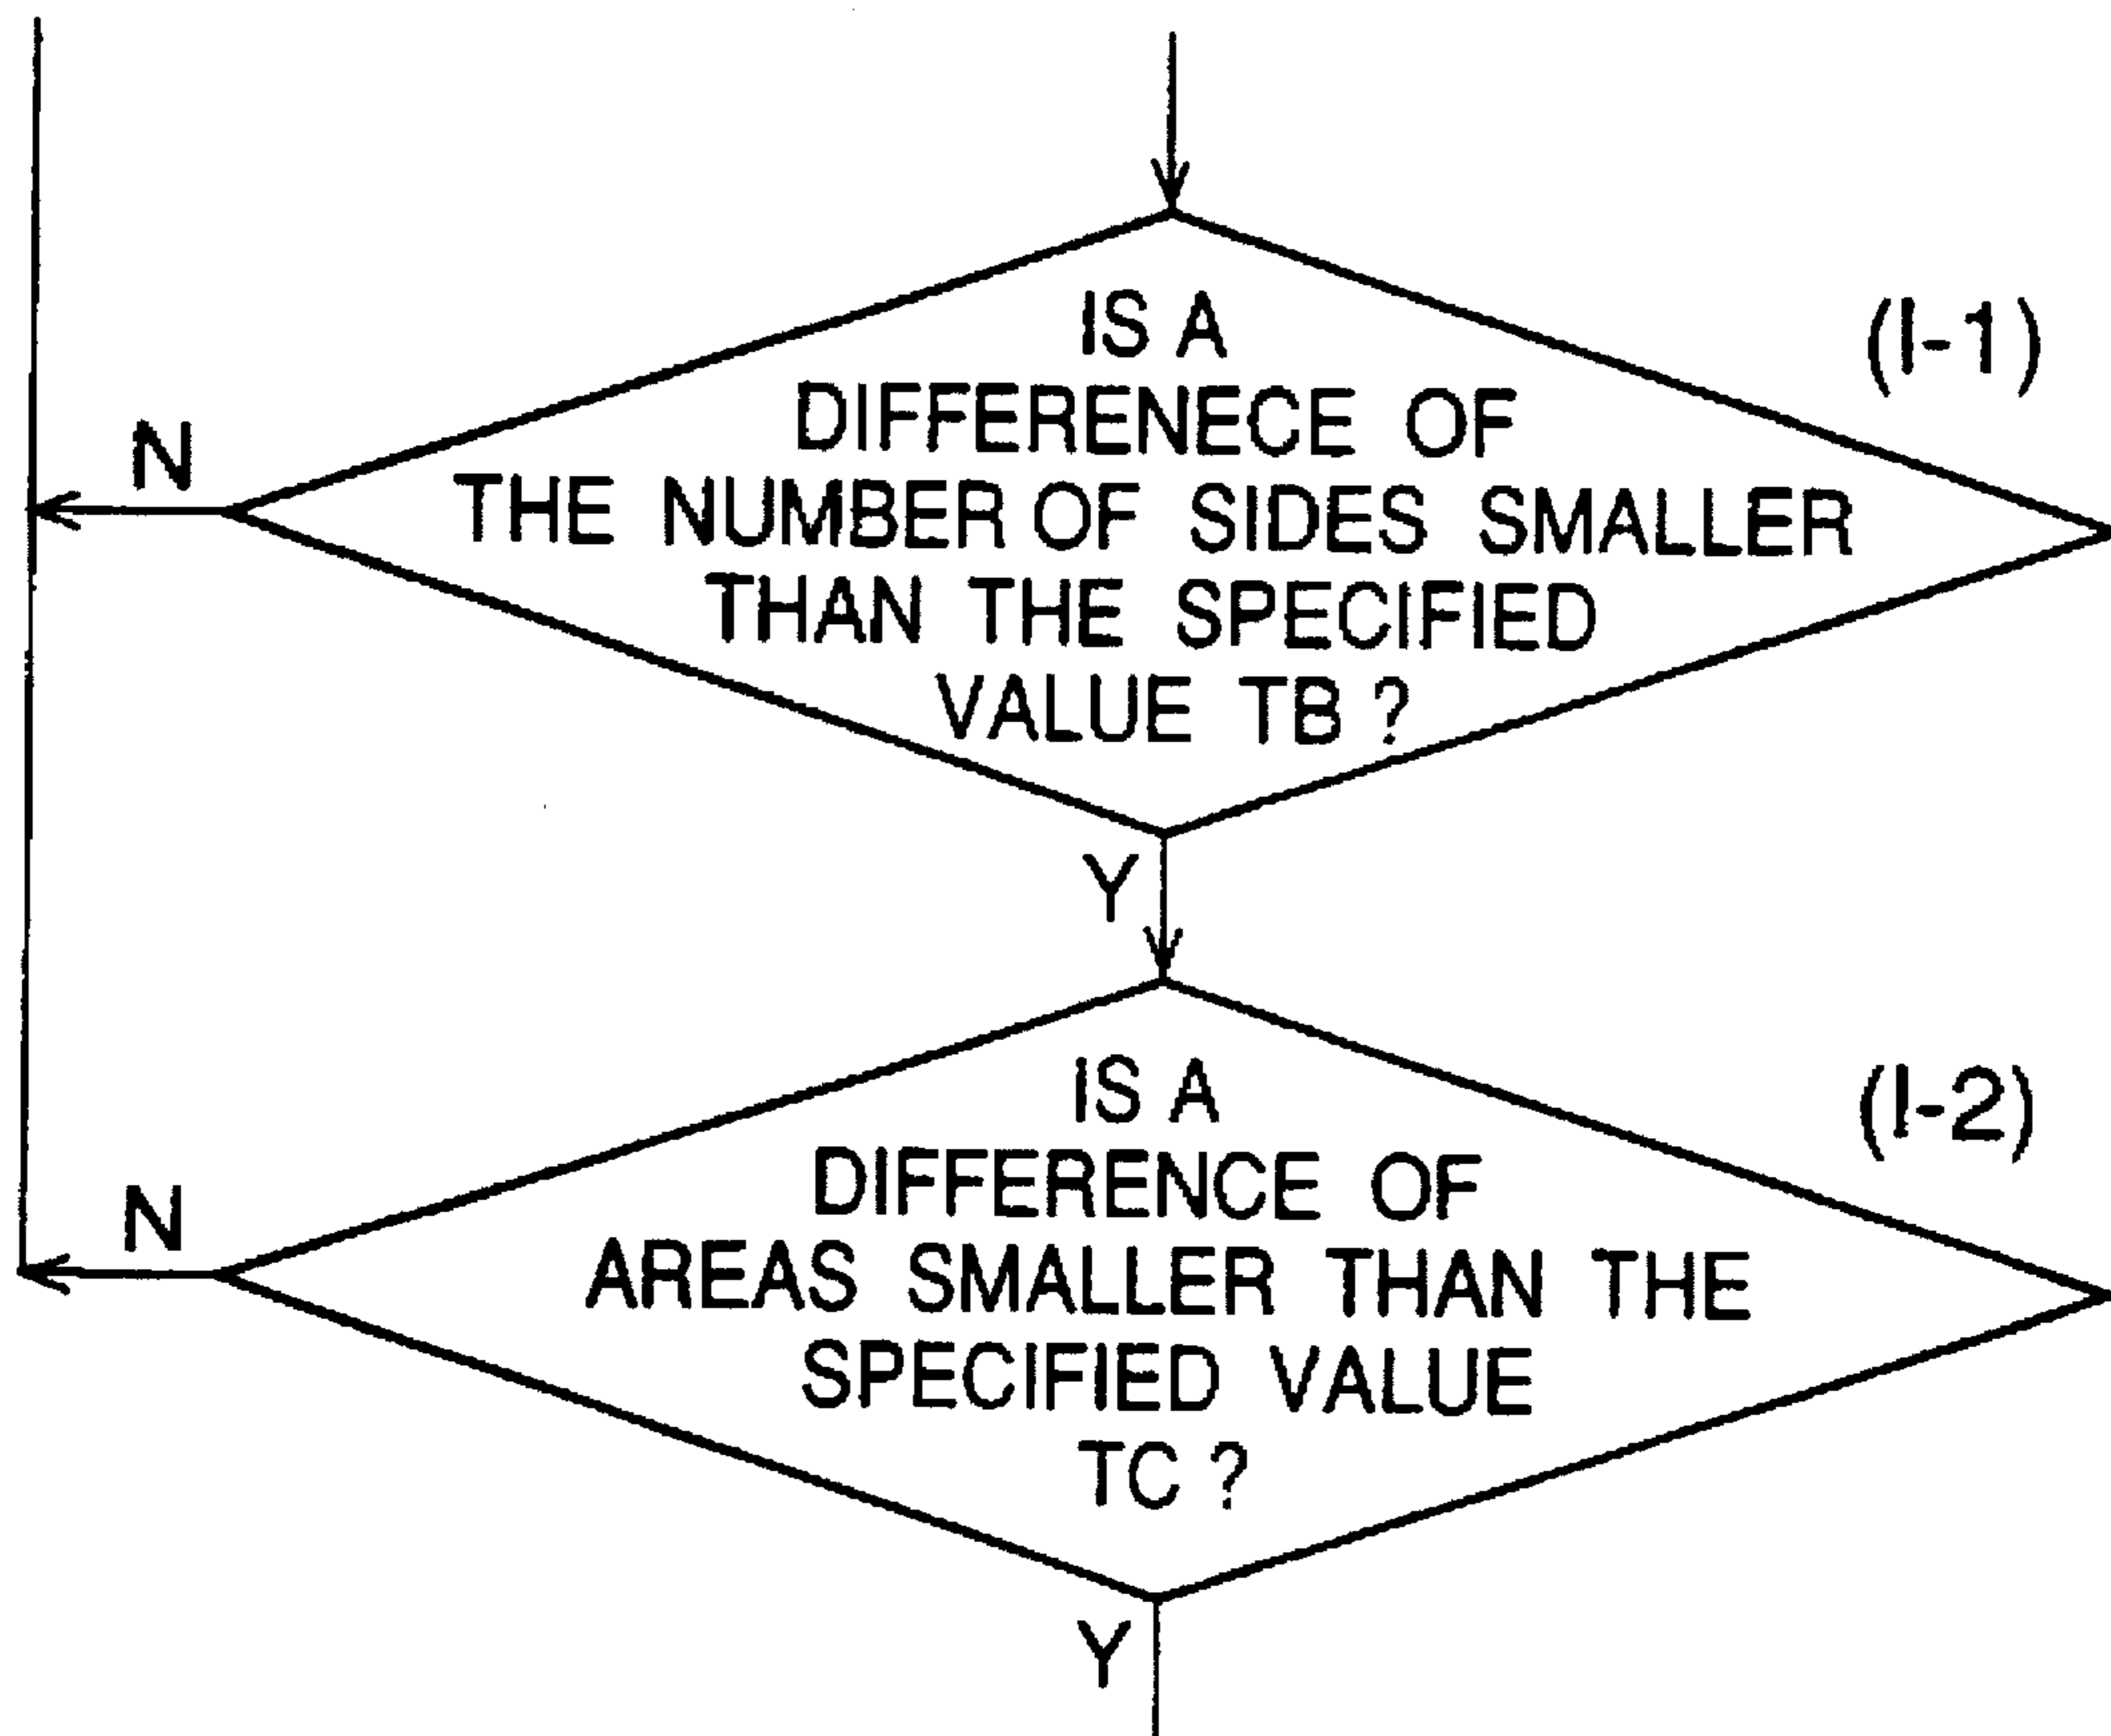 IS A
(I-1)
DIFFERENECE OF
N
THE NUMBER OF SIDES SMALLER
THAN THE SPECIFIED
VALUE TB ?
Y
IS A
(I-2)
DIFFERENCE OF
N
AREAS SMALLER THAN THE
SPECIFIED VALUE
TC ?
Y